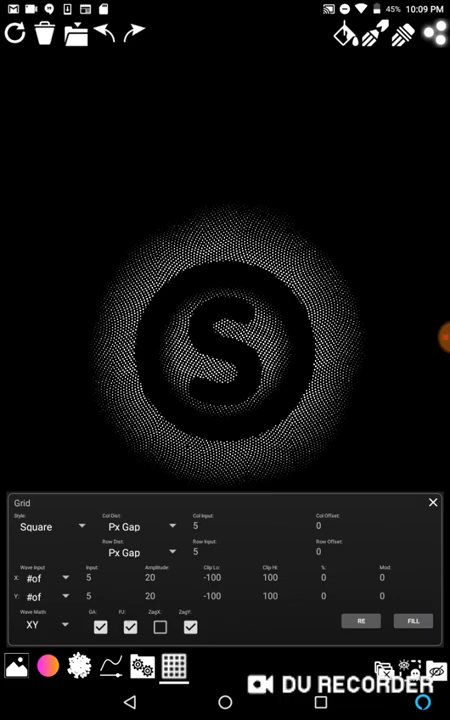 45% 10:09 PM
S
Grid
Style: Col Dist: Col Input: Col Offset:
Square Px Gap 5 0
Row Dist: Row Input: Row Offset:
Px Gap 5 0
Wave Input Input: Amplitude: Clip Lo: Clip Hi: %: Mod:
X: #of 5 20 -100 100 0 0
Y: #of 5 20 -100 100 0 0
Wave Math: GA: PJ: ZagX: ZagY:
XY RE FILL
DU RECORDER